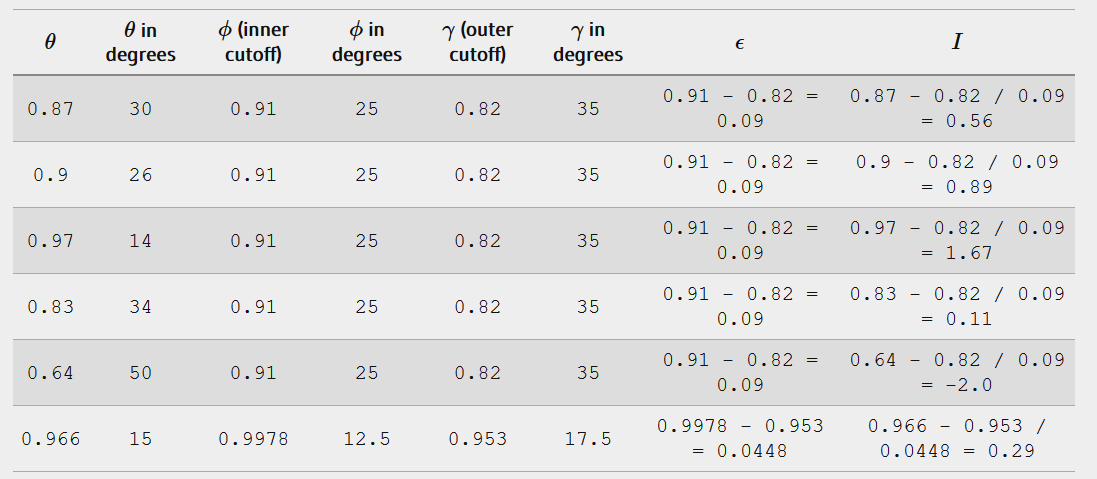 θ θ in degrees ϕ (inner cutoff) ϕ in degrees γ (outer cutoff) γ in degrees ϵ I
0.87 30 0.91 25 0.82 35 0.91 - 0.82 = 0.09 0.87 - 0.82 / 0.09 = 0.56
0.9 26 0.91 25 0.82 35 0.91 - 0.82 = 0.09 0.9 - 0.82 / 0.09 = 0.89
0.97 14 0.91 25 0.82 35 0.91 - 0.82 = 0.09 0.97 - 0.82 / 0.09 = 1.67
0.83 34 0.91 25 0.82 35 0.91 - 0.82 = 0.09 0.83 - 0.82 / 0.09 = 0.11
0.64 50 0.91 25 0.82 35 0.91 - 0.82 = 0.09 0.64 - 0.82 / 0.09 = -2.0
0.966 15 0.9978 12.5 0.953 17.5 0.9978 - 0.953 = 0.0448 0.966 - 0.953 / 0.0448 = 0.29